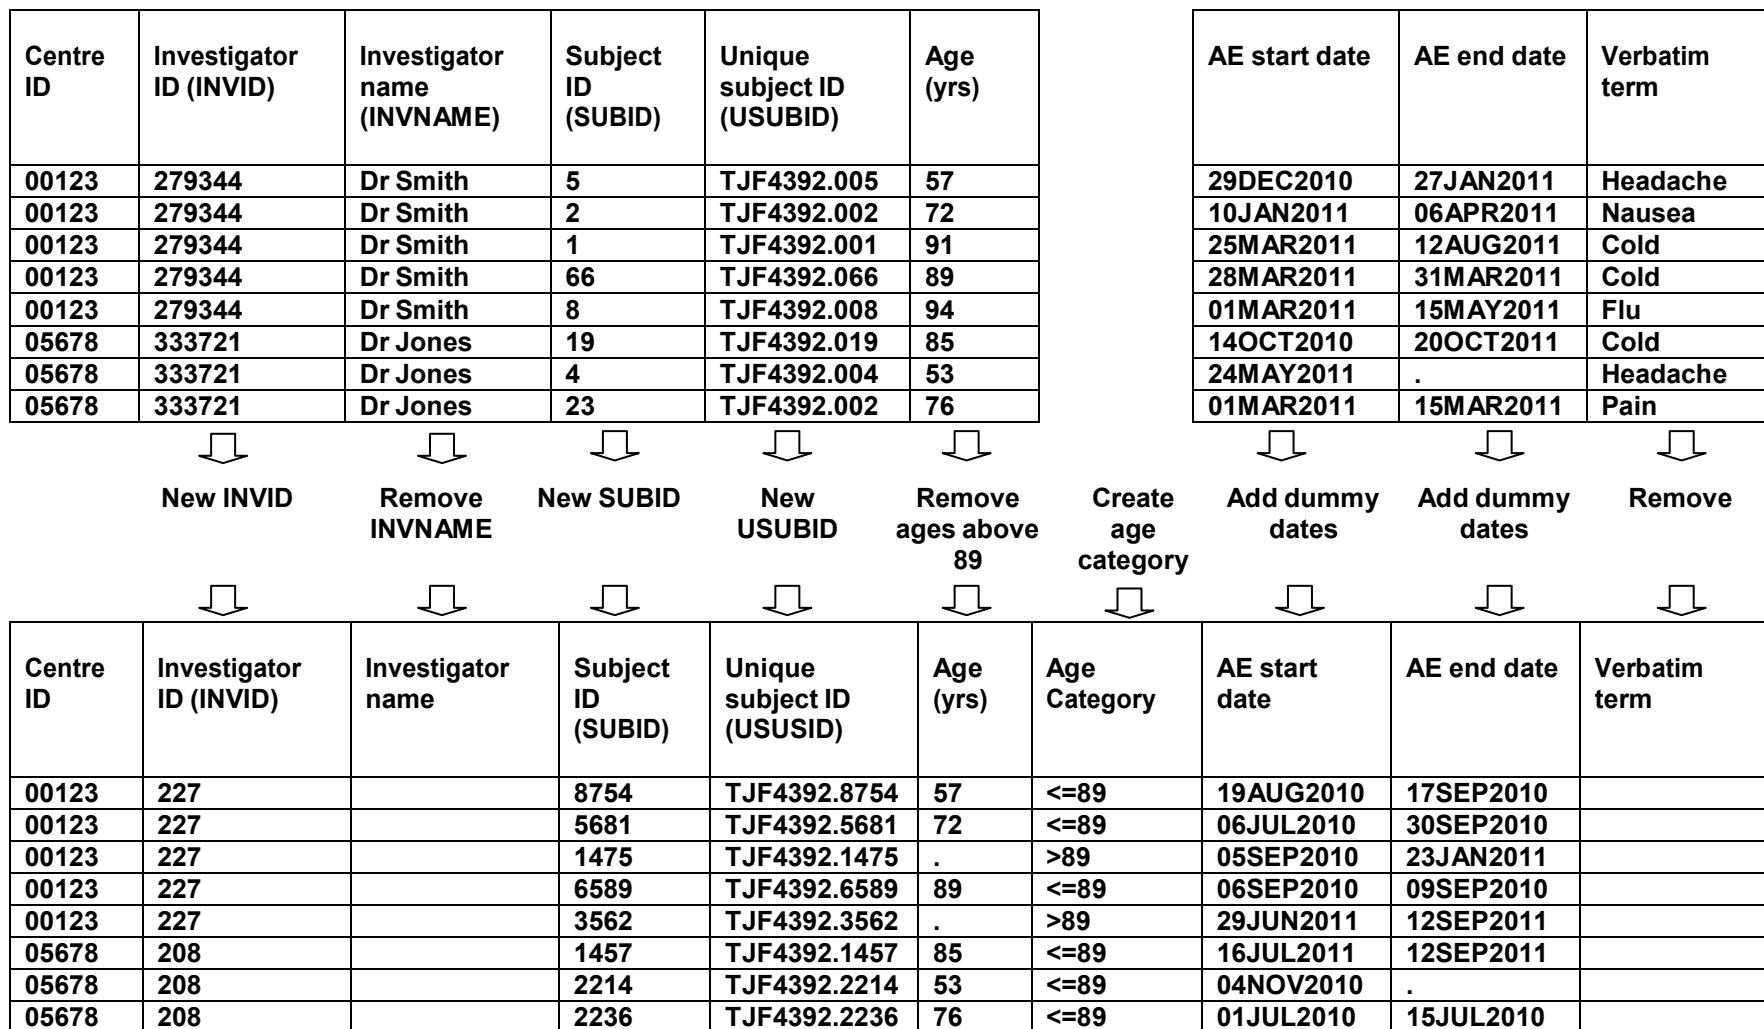 Centre ID Investigator ID (INVID) Investigator name (INVNAME) Subject ID (SUBID) Unique subject ID (USUBID) Age (yrs) AE start date AE end date Verbatim term
00123 279344 Dr Smith 5 TJF4392.005 57 29DEC2010 27JAN2011 Headache
00123 279344 Dr Smith 2 TJF4392.002 72 10JAN2011 06APR2011 Nausea
00123 279344 Dr Smith 1 TJF4392.001 91 25MAR2011 12AUG2011 Cold
00123 279344 Dr Smith 66 TJF4392.066 89 28MAR2011 31MAR2011 Cold
00123 279344 Dr Smith 8 TJF4392.008 94 01MAR2011 15MAY2011 Flu
05678 333721 Dr Jones 19 TJF4392.019 85 14OCT2010 20OCT2011 Cold
05678 333721 Dr Jones 4 TJF4392.004 53 24MAY2011 . Headache
05678 333721 Dr Jones 23 TJF4392.002 76 01MAR2011 15MAR2011 Pain
New INVID Remove INVNAME New SUBID New USUBID Remove ages above 89 Create age category Add dummy dates Add dummy dates Remove
Centre ID Investigator ID (INVID) Investigator name Subject ID (SUBID) Unique subject ID (USUSID) Age (yrs) Age Category AE start date AE end date Verbatim term
00123 227 8754 TJF4392.8754 57 <=89 19AUG2010 17SEP2010
00123 227 5681 TJF4392.5681 72 <=89 06JUL2010 30SEP2010
00123 227 1475 TJF4392.1475 . >89 05SEP2010 23JAN2011
00123 227 6589 TJF4392.6589 89 <=89 06SEP2010 09SEP2010
00123 227 3562 TJF4392.3562 . >89 29JUN2011 12SEP2011
05678 208 1457 TJF4392.1457 85 <=89 16JUL2011 12SEP2011
05678 208 2214 TJF4392.2214 53 <=89 04NOV2010 .
05678 208 2236 TJF4392.2236 76 <=89 01JUL2010 15JUL2010